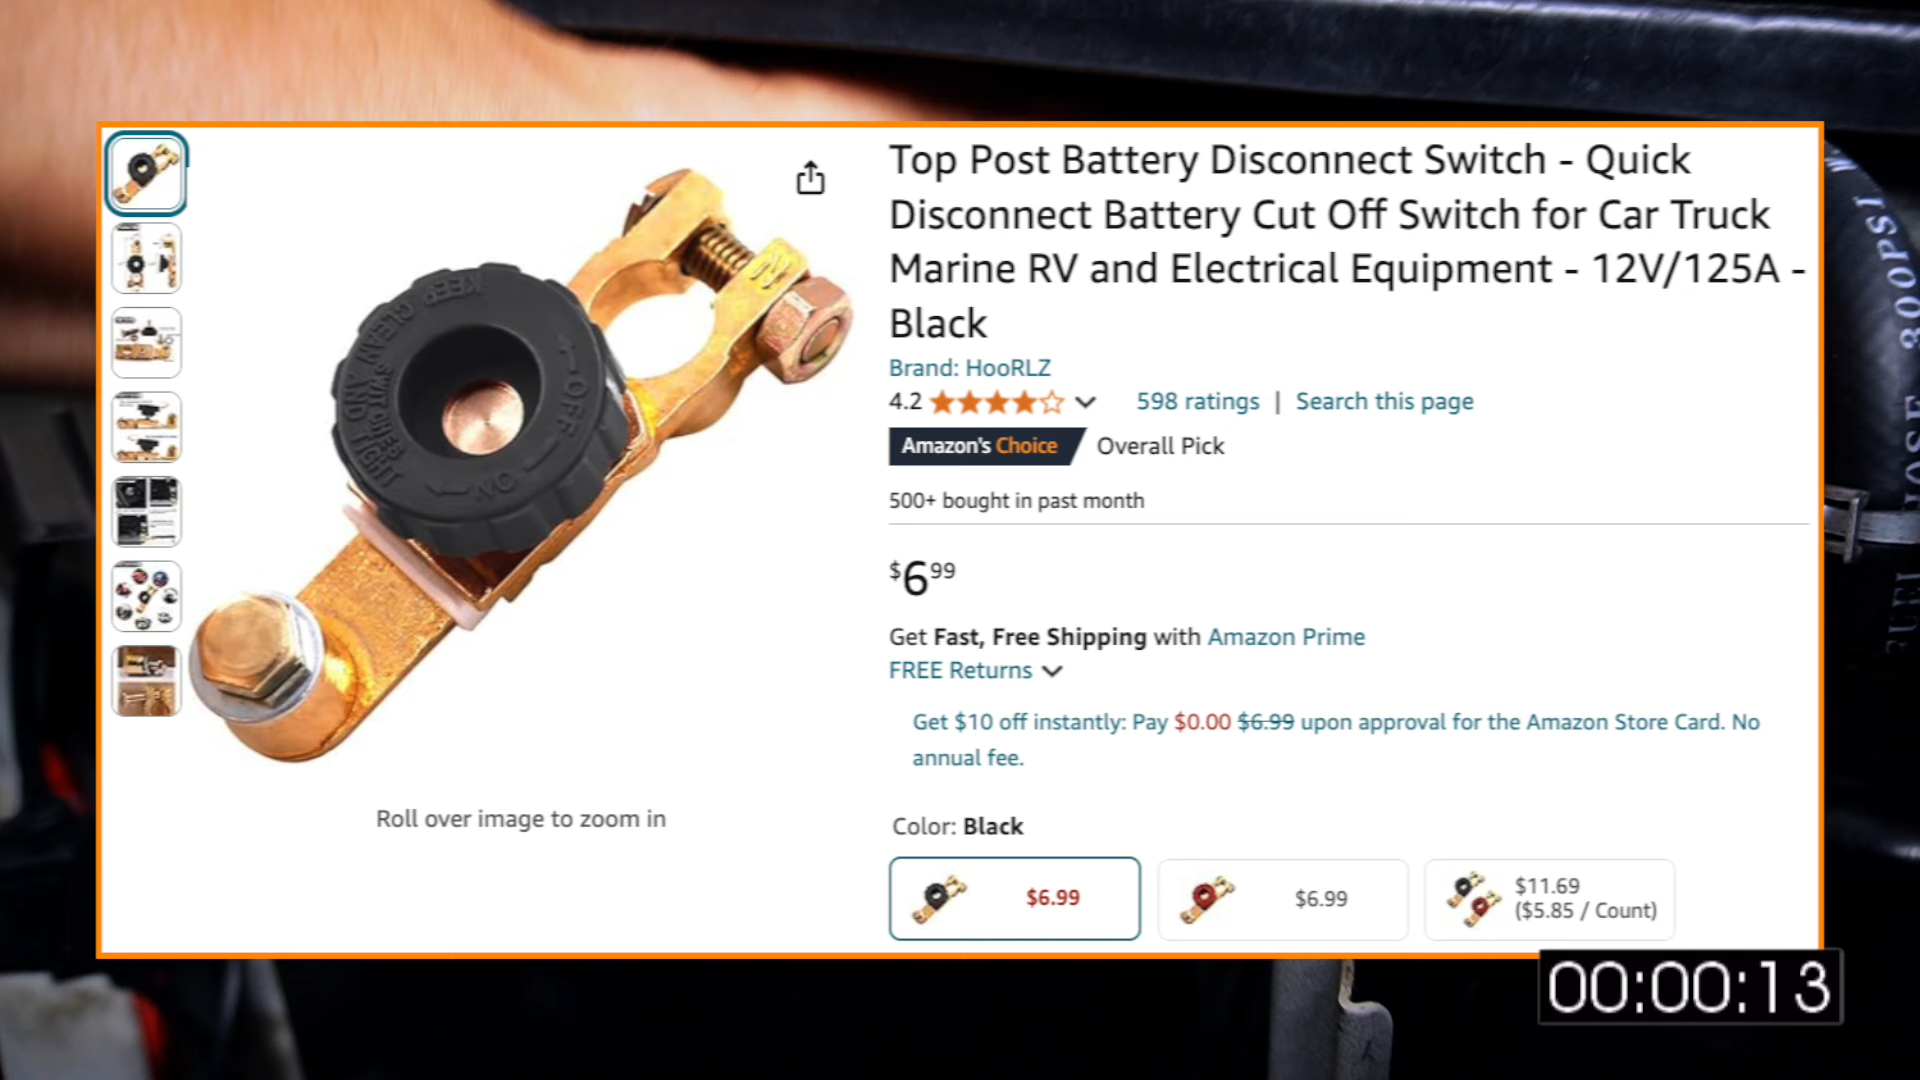 Top Post Battery Disconnect Switch - Quick
Disconnect Battery Cut Off Switch for Car Truck
Marine RV and Electrical Equipment - 12V/125A -
Black
Brand: HooRLZ
4.2
598 ratings | Search this page
Amazon's Choice Overall Pick
500+ bought in past month
$6.99
Get Fast, Free Shipping with Amazon Prime
FREE Returns
Get $10 off instantly: Pay $0.00 $6.99 upon approval for the Amazon Store Card. No
annual fee.
Color: Black
$6.99
$6.99
$11.69
($5.85 / Count)
Roll over image to zoom in
KEEP CLEAN AND TIGHT
OFF
ON
300PSI
FUEL HOSE
00:00:13